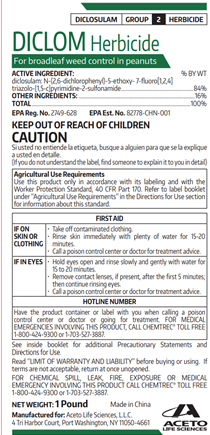 DICLOSULAM GROUP 2 HERBICIDE
DICLOM Herbicide
For broadleaf weed control in peanuts
ACTIVE INGREDIENT: % BY WT
diclosulam: N-(2,6-dichlorophenyl)-5-ethoxy-7-fluoro[1,2,4]
triazolo-[1,5-c]pyrimidine-2-sulfonamide 84%
OTHER INGREDIENTS: 16%
TOTAL 100%
EPA Reg. No. 2749-628 EPA Est. No. 82778-CHN-001
KEEP OUT OF REACH OF CHILDREN
CAUTION
Si usted no entiende la etiqueta, busque a alguien para que se la explique
a usted en detalle.
(If you do not understand the label, find someone to explain it to you in detail)
Agricultural Use Requirements
Use this product only in accordance with its labeling and with the
Worker Protection Standard, 40 CFR Part 170. Refer to label booklet
under "Agricultural Use Requirements" in the Directions for Use section
for information about this standard.
FIRST AID
IF ON SKIN OR CLOTHING
• Take off contaminated clothing.
• Rinse skin immediately with plenty of water for 15-20
minutes.
• Call a poison control center or doctor for treatment advice.
IF IN EYES
• Hold eyes open and rinse slowly and gently with water for
15 to 20 minutes.
• Remove contact lenses, if present, after the first 5 minutes;
then continue rinsing eyes.
• Call a poison control center or doctor for treatment advice.
HOTLINE NUMBER
Have the product container or label with you when calling a poison
control center or doctor or going for treatment. FOR MEDICAL
EMERGENCIES INVOLVING THIS PRODUCT, CALL CHEMTREC® TOLL FREE
1-800-424-9300 or 1-703-527-3887.
See inside booklet for additional Precautionary Statements and
Directions for Use.
Read "LIMIT OF WARRANTY AND LIABILITY" before buying or using. If
terms are not acceptable, return at once unopened.
FOR CHEMICAL SPILL, LEAK, FIRE, EXPOSURE OR MEDICAL
EMERGENCY INVOLVING THIS PRODUCT CALL CHEMTREC® TOLL FREE
1-800-424-9300 or 1-703-527-3887.
NET WEIGHT: 1 Pound Made in China
Manufactured for: Aceto Life Sciences, L.L.C.
4 Tri Harbor Court, Port Washington, NY 11050-4661
ACETO
LIFE SCIENCES